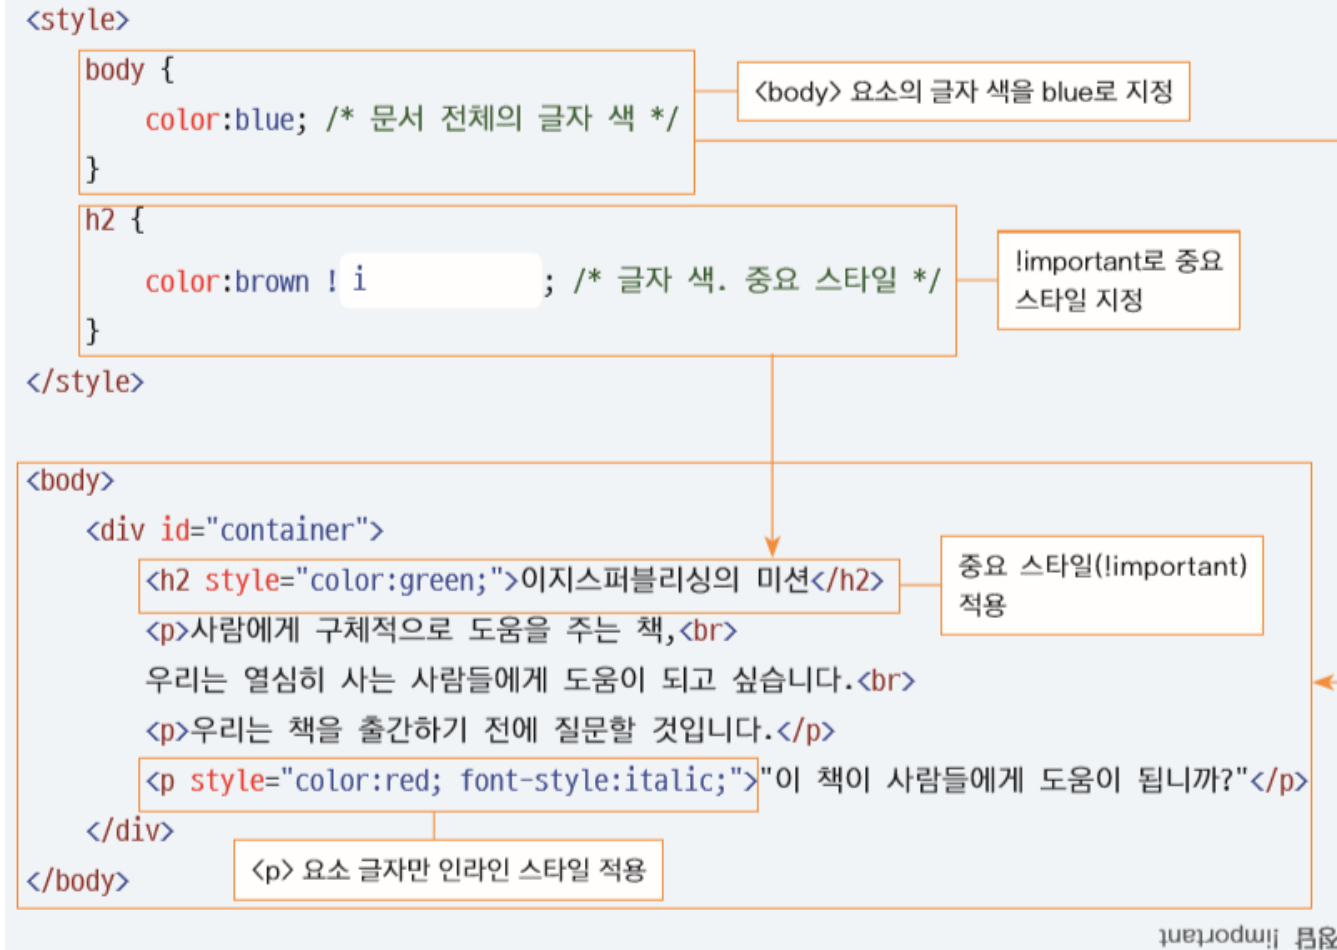 <style>
body {
<body> 요소의 글자 색을 blue로 지정
color:blue; /* 문서 전체의 글자 색 */
}
h2 {
color:brown ! i ; /* 글자 색. 중요 스타일 */
!important로 중요
스타일 지정
}
</style>
<body>
<div id="container">
<h2 style="color:green;">이지스퍼블리싱의 미션</h2>
중요 스타일(!important)
적용
<p>사람에게 구체적으로 도움을 주는 책,<br>
우리는 열심히 사는 사람들에게 도움이 되고 싶습니다.<br>
<p>우리는 책을 출간하기 전에 질문할 것입니다.</p>
<p style="color:red; font-style:italic;">"이 책이 사람들에게 도움이 됩니까?"</p>
</div>
<p> 요소 글자만 인라인 스타일 적용
</body>
정답 !important